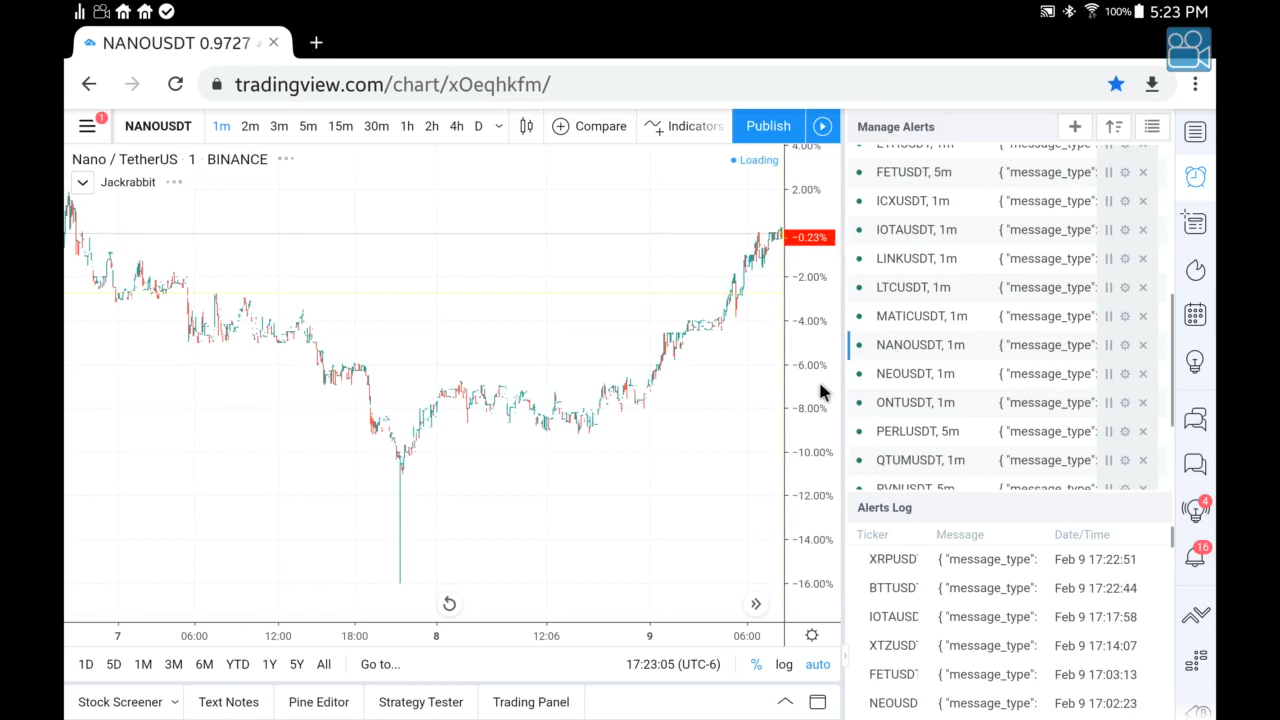 100% 5:23 PM
NANOUSDT 0.9727
tradingview.com/chart/xOeqhkfm/
1 NANOUSDT 1m 2m 3m 5m 15m 30m 1h 2h 4h D Compare Indicators Publish
Manage Alerts
Nano / TetherUS · 1 · BINANCE
Loading
Jackrabbit
4.00%
2.00%
−0.23%
−2.00%
−4.00%
−6.00%
−8.00%
−10.00%
−12.00%
−14.00%
−16.00%
7 06:00 12:00 18:00 8 12:06 9 06:00
1D 5D 1M 3M 6M YTD 1Y 5Y All Go to... 17:23:05 (UTC-6) % log auto
Stock Screener Text Notes Pine Editor Strategy Tester Trading Panel
FETUSDT, 5m { "message_type":
ICXUSDT, 1m { "message_type":
IOTAUSDT, 1m { "message_type":
LINKUSDT, 1m { "message_type":
LTCUSDT, 1m { "message_type":
MATICUSDT, 1m { "message_type":
NANOUSDT, 1m { "message_type":
NEOUSDT, 1m { "message_type":
ONTUSDT, 1m { "message_type":
PERLUSDT, 5m { "message_type":
QTUMUSDT, 1m { "message_type":
Alerts Log
Ticker Message Date/Time
XRPUSD { "message_type": Feb 9 17:22:51
BTTUSD { "message_type": Feb 9 17:22:44
IOTAUSD { "message_type": Feb 9 17:17:58
XTZUSD { "message_type": Feb 9 17:14:07
FETUSD { "message_type": Feb 9 17:03:13
NEOUSD { "message_type": Feb 9 17:02:23
4
16